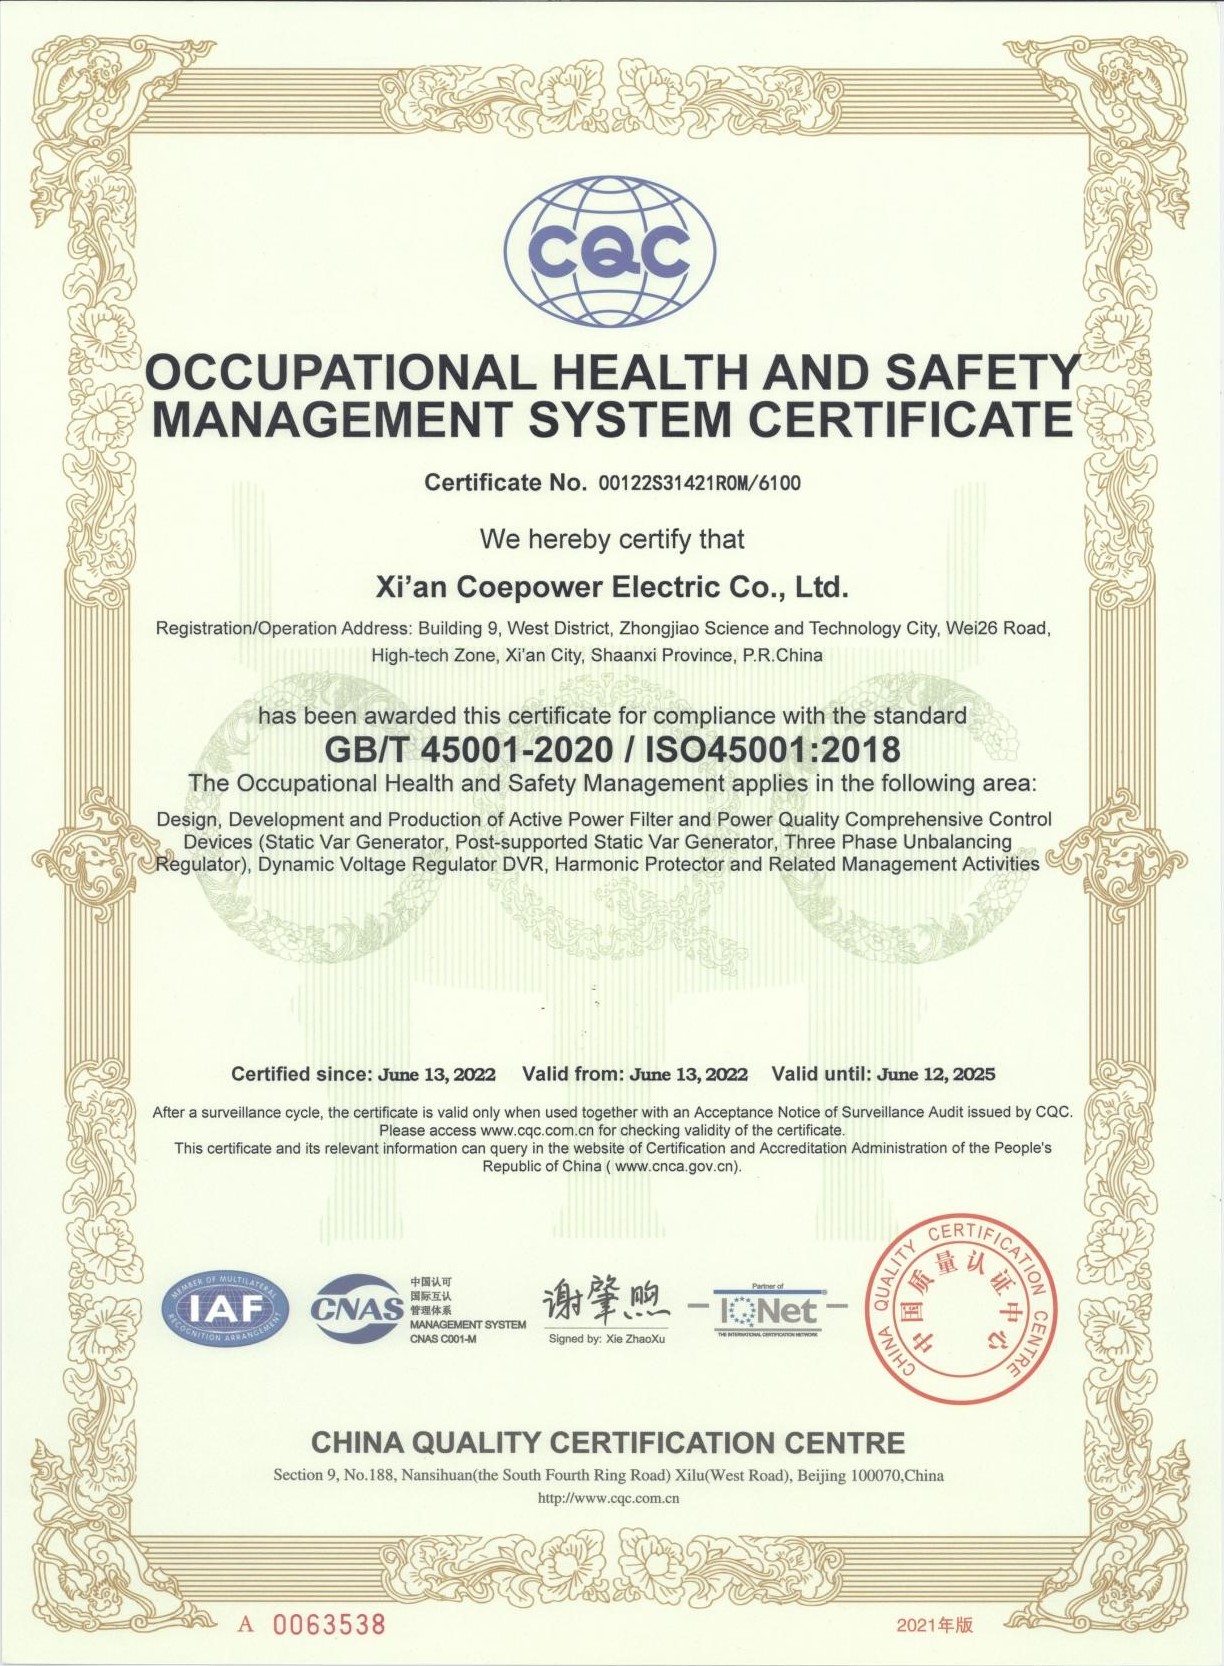 CQC
OCCUPATIONAL HEALTH AND SAFETY
MANAGEMENT SYSTEM CERTIFICATE
Certificate No. 00122S31421R0M/6100
We hereby certify that
Xi'an Coepower Electric Co., Ltd.
Registration/Operation Address: Building 9, West District, Zhongjiao Science and Technology City, Wei26 Road,
High-tech Zone, Xi'an City, Shaanxi Province, P.R.China
has been awarded this certificate for compliance with the standard
GB/T 45001-2020 / ISO45001:2018
The Occupational Health and Safety Management applies in the following area:
Design, Development and Production of Active Power Filter and Power Quality Comprehensive Control
Devices (Static Var Generator, Post-supported Static Var Generator, Three Phase Unbalancing
Regulator), Dynamic Voltage Regulator DVR, Harmonic Protector and Related Management Activities
Certified since: June 13, 2022 Valid from: June 13, 2022 Valid until: June 12, 2025
After a surveillance cycle, the certificate is valid only when used together with an Acceptance Notice of Surveillance Audit issued by CQC.
Please access www.cqc.com.cn for checking validity of the certificate.
This certificate and its relevant information can query in the website of Certification and Accreditation Administration of the People's
Republic of China ( www.cnca.gov.cn).
MEMBER OF MULTILATERAL
IAF
RECOGNITION ARRANGEMENT
CNAS
中国认可
国际互认
管理体系
MANAGEMENT SYSTEM
CNAS C001-M
谢肇煦
Signed by: Xie ZhaoXu
Partner of
IQNet
THE INTERNATIONAL CERTIFICATION NETWORK
CHINA QUALITY CERTIFICATION CENTRE
中国质量认证中心
CHINA QUALITY CERTIFICATION CENTRE
Section 9, No.188, Nansihuan(the South Fourth Ring Road) Xilu(West Road), Beijing 100070,China
http://www.cqc.com.cn
A 0063538
2021年版